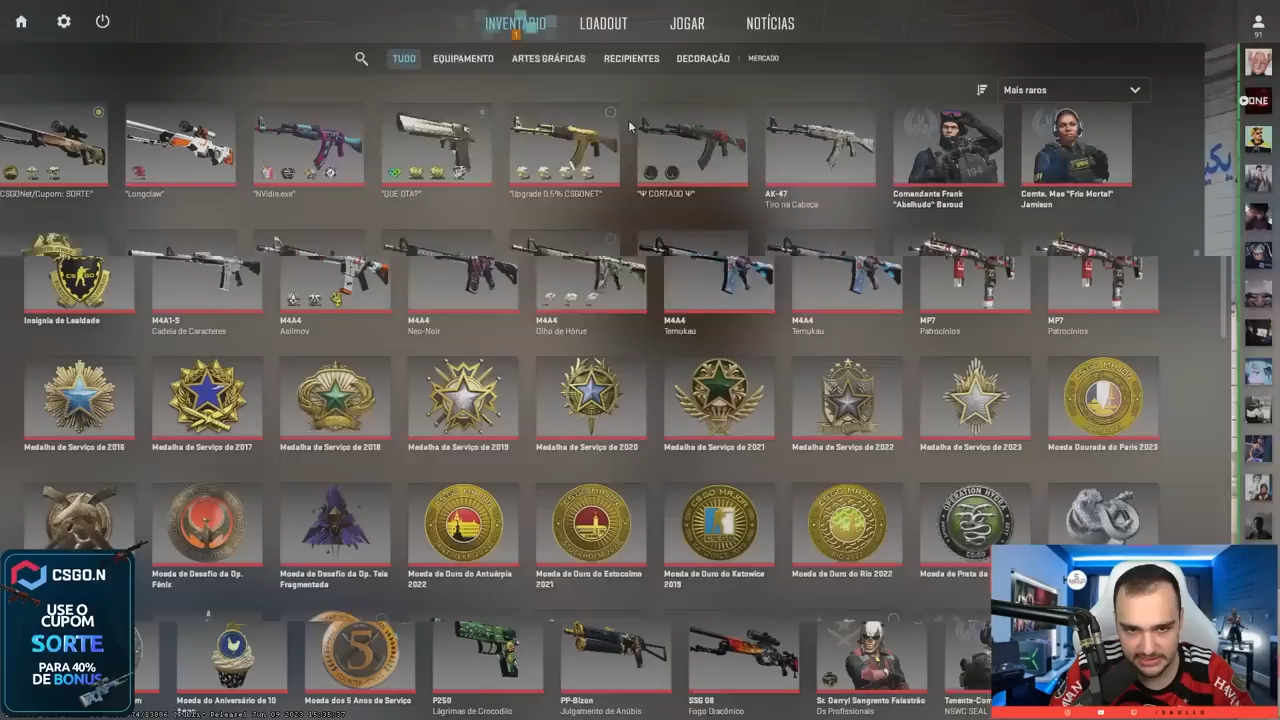 INVENTÁRIO LOADOUT JOGAR NOTÍCIAS
1
91
TUDO EQUIPAMENTO ARTES GRÁFICAS RECIPIENTES DECORAÇÃO MERCADO
Mais raros
CSGONet/Cupom: SORTE"
"Longclaw"
"NVidin.exe"
"QUE OTA?"
"Upgrade 0.5% CSGONET"
"Ψ CORTADO Ψ"
AK-47
Tiro na Cabeça
Comandante Frank
"Abelhudo" Baroud
Comte. Mae "Frio Mortal"
Jamison
Insígnia de Lealdade
M4A1-S
Cadeia de Caracteres
M4A4
Asiimov
M4A4
Neo-Noir
M4A4
Olho de Hórus
M4A4
Temukau
M4A4
Temukau
MP7
Patrocínios
MP7
Patrocínios
Medalha de Serviço de 2016
Medalha de Serviço de 2017
Medalha de Serviço de 2018
Medalha de Serviço de 2019
Medalha de Serviço de 2020
Medalha de Serviço de 2021
Medalha de Serviço de 2022
Medalha de Serviço de 2023
Moeda Dourada do Paris 2023
Moeda de Desafio da Op.
Fênix
Moeda de Desafio da Op. Teia
Fragmentada
Moeda de Ouro do Antuérpia
2022
Moeda de Ouro do Estocolmo
2021
Moeda de Ouro do Katowice
2019
Moeda de Ouro do Rio 2022
Moeda de Prata da
CSGO.N
USE O
CUPOM
SORTE
PARA 40%
DE BONUS
Moeda do Aniversário de 10
Moeda dos 5 Anos de Serviço
P250
Lágrimas de Crocodilo
PP-Bizon
Julgamento de Anúbis
SSG 08
Fogo Dracônico
Sr. Darryl Sangrento Farallão
Os Profissionais
Tenente-Com
NSWC SEAL